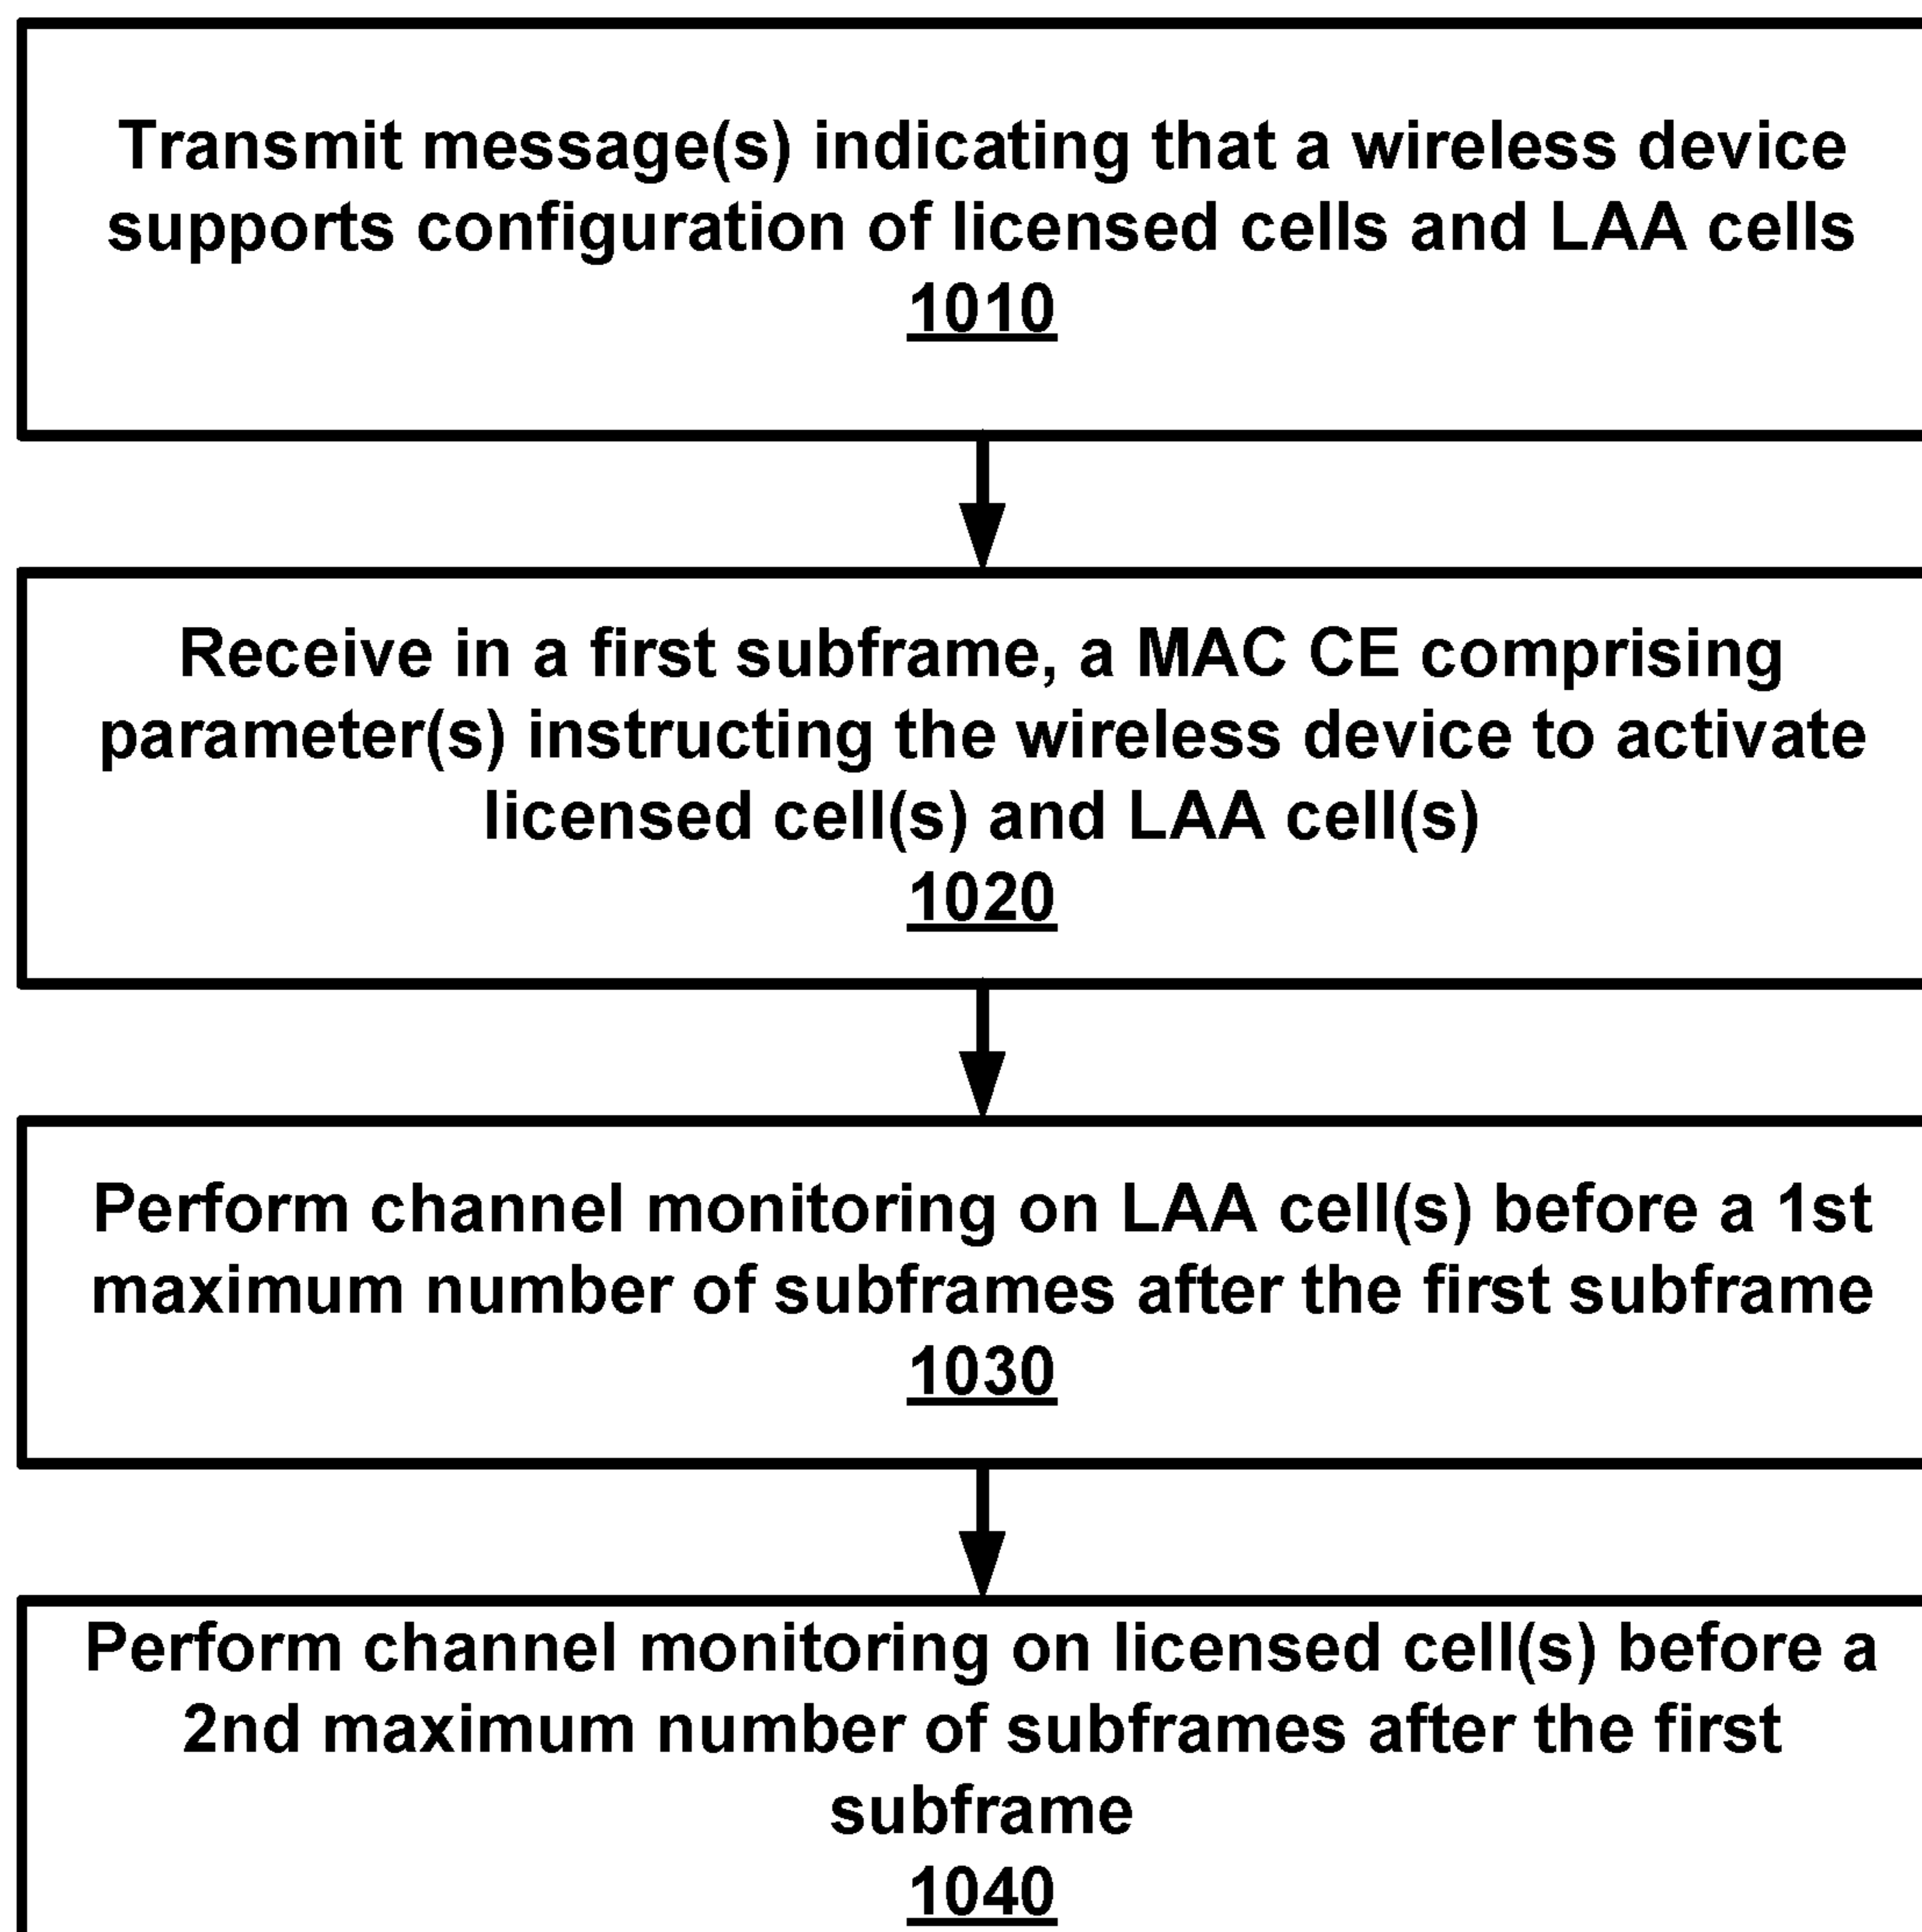 Transmit message(s) indicating that a wireless device
supports configuration of licensed cells and LAA cells
1010
Receive in a first subframe, a MAC CE comprising
parameter(s) instructing the wireless device to activate
licensed cell(s) and LAA cell(s)
1020
Perform channel monitoring on LAA cell(s) before a 1st
maximum number of subframes after the first subframe
1030
Perform channel monitoring on licensed cell(s) before a
2nd maximum number of subframes after the first
subframe
1040